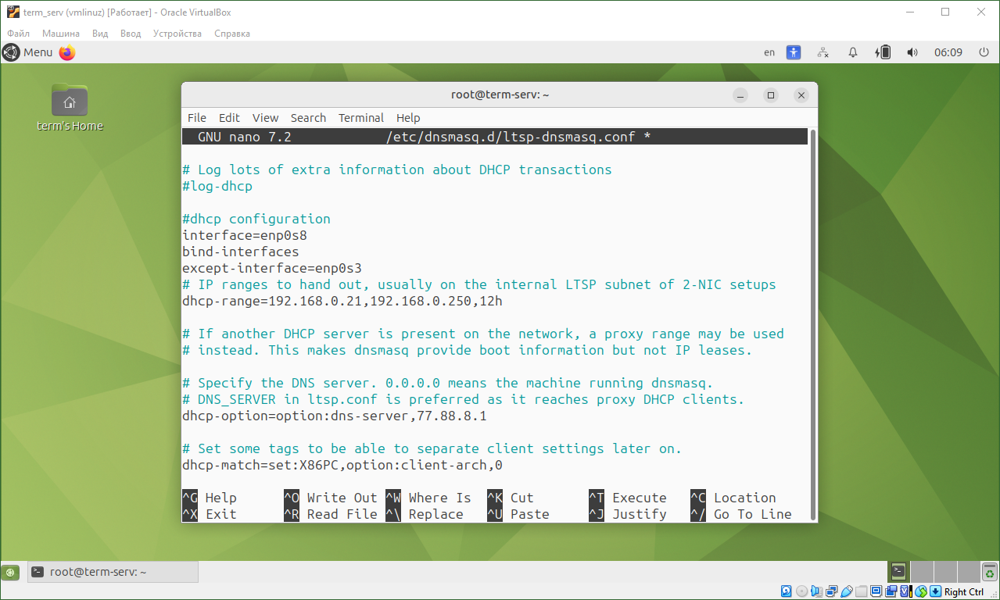 term_serv (vmlinuz) [Работает] - Oracle VirtualBox
Файл Машина Вид Ввод Устройства Справка
Menu en 06:09
term's Home
root@term-serv: ~
File Edit View Search Terminal Help
GNU nano 7.2 /etc/dnsmasq.d/ltsp-dnsmasq.conf *
# Log lots of extra information about DHCP transactions
#log-dhcp
#dhcp configuration
interface=enp0s8
bind-interfaces
except-interface=enp0s3
# IP ranges to hand out, usually on the internal LTSP subnet of 2-NIC setups
dhcp-range=192.168.0.21,192.168.0.250,12h
# If another DHCP server is present on the network, a proxy range may be used
# instead. This makes dnsmasq provide boot information but not IP leases.
# Specify the DNS server. 0.0.0.0 means the machine running dnsmasq.
# DNS_SERVER in ltsp.conf is preferred as it reaches proxy DHCP clients.
dhcp-option=option:dns-server,77.88.8.1
# Set some tags to be able to separate client settings later on.
dhcp-match=set:X86PC,option:client-arch,0
^G Help ^O Write Out ^W Where Is ^K Cut ^T Execute ^C Location
^X Exit ^R Read File ^\ Replace ^U Paste ^J Justify ^/ Go To Line
root@term-serv: ~
Right Ctrl